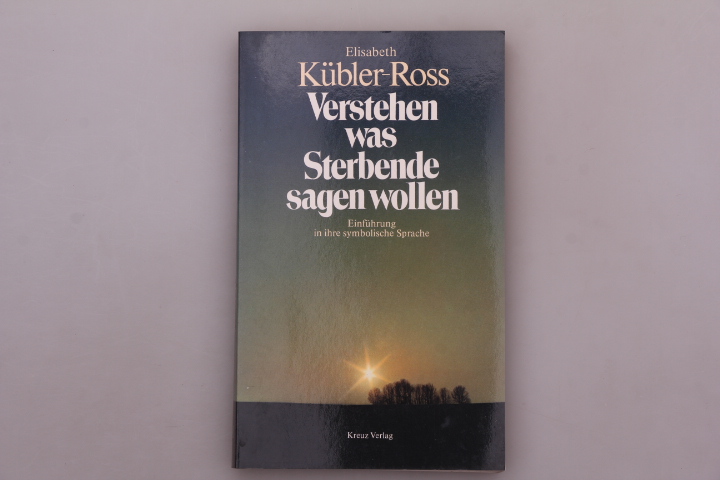 Elisabeth
Kübler-Ross
Verstehen
was
Sterbende
sagen wollen
Einführung
in ihre symbolische Sprache
Kreuz Verlag